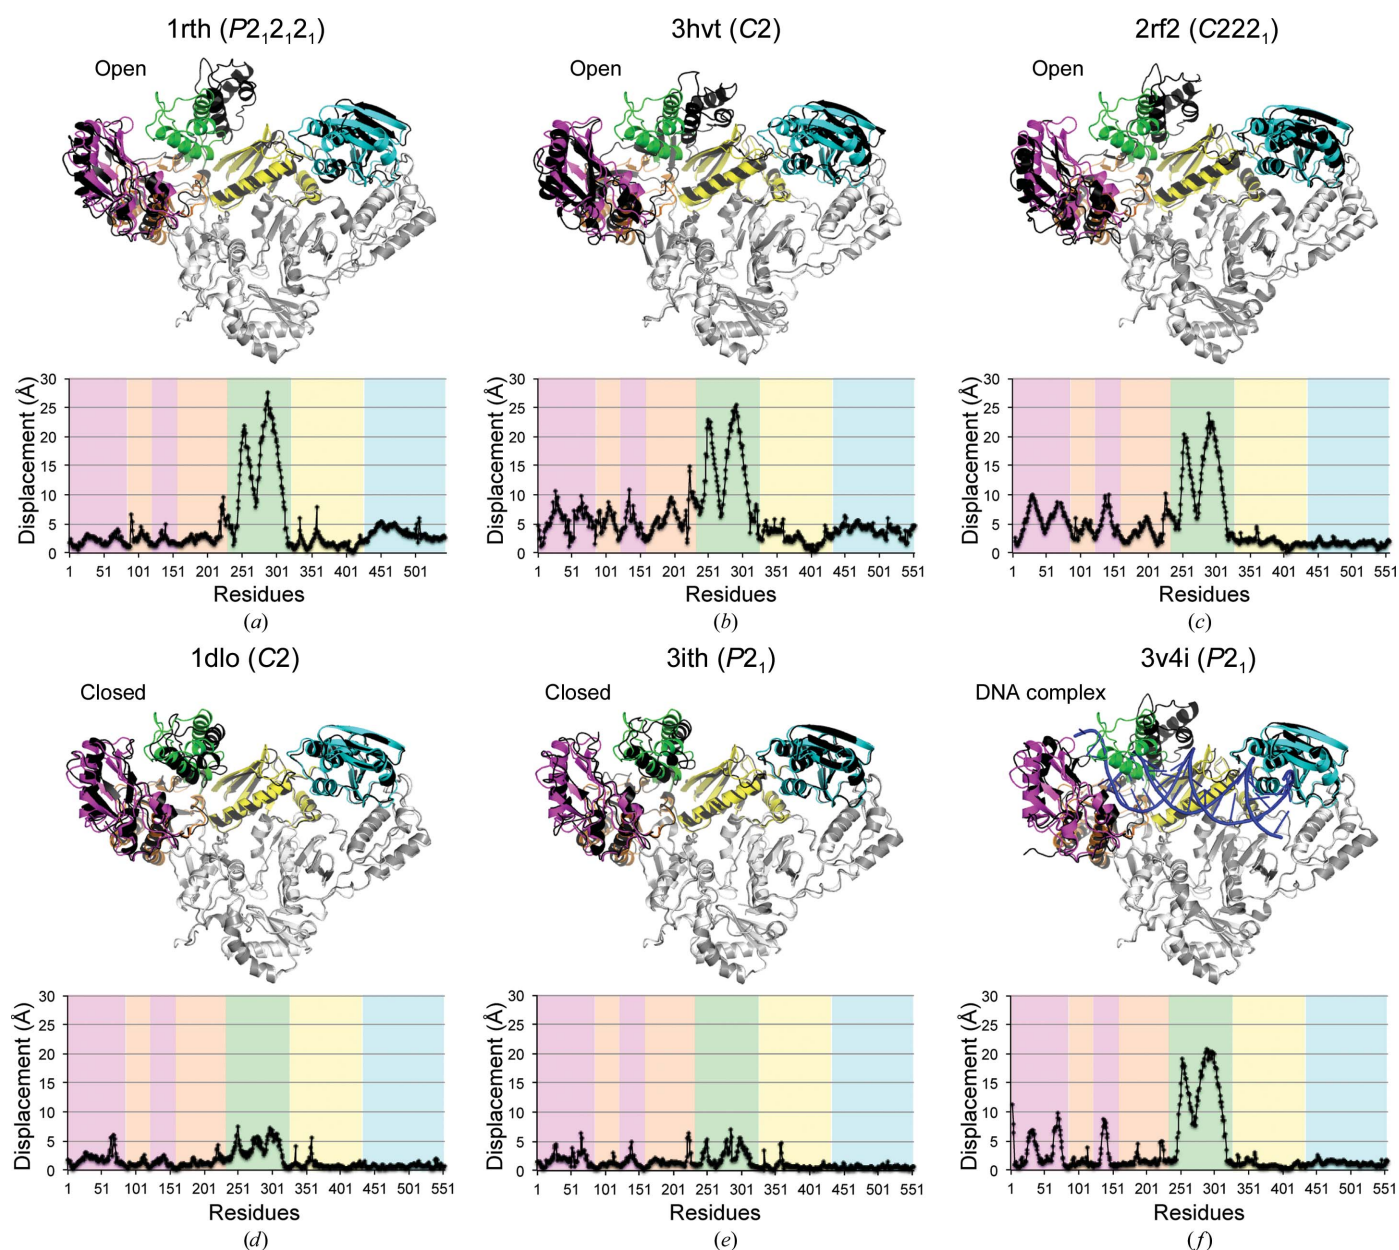 1rth (P2₁2₁2₁)
3hvt (C2)
2rf2 (C222₁)
Open
Open
Open
Displacement (Å)
30
25
20
15
10
5
0
1 51 101 151 201 251 301 351 401 451 501
Residues
(a)
Displacement (Å)
30
25
20
15
10
5
0
1 51 101 151 201 251 301 351 401 451 501 551
Residues
(b)
Displacement (Å)
30
25
20
15
10
5
0
1 51 101 151 201 251 301 351 401 451 501 551
Residues
(c)
1dlo (C2)
3ith (P2₁)
3v4i (P2₁)
Closed
Closed
DNA complex
Displacement (Å)
30
25
20
15
10
5
0
1 51 101 151 201 251 301 351 401 451 501 551
Residues
(d)
Displacement (Å)
30
25
20
15
10
5
0
1 51 101 151 201 251 301 351 401 451 501 551
Residues
(e)
Displacement (Å)
30
25
20
15
10
5
0
1 51 101 151 201 251 301 351 401 451 501 551
Residues
(f)